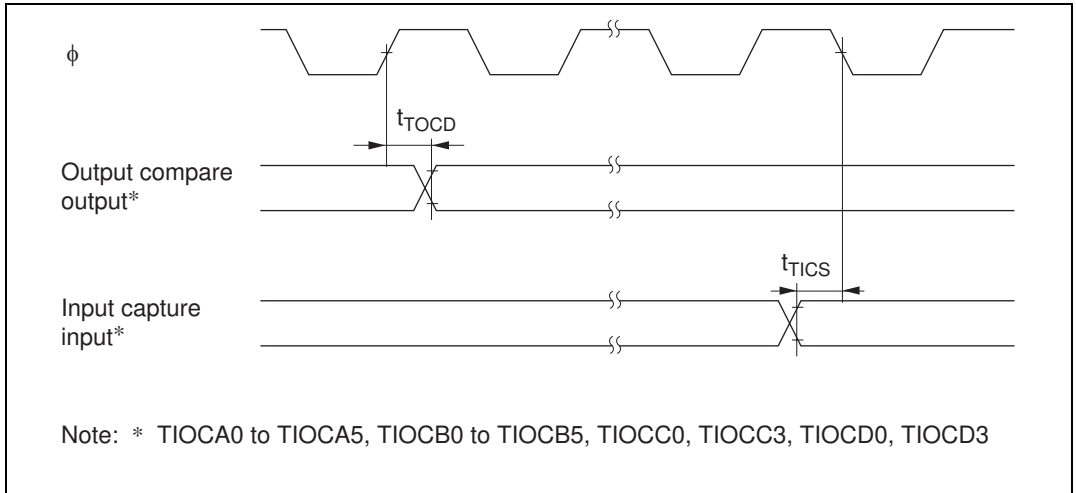 ϕ
tTOCD
Output compare
output*
tTICS
Input capture
input*
Note: * TIOCA0 to TIOCA5, TIOCB0 to TIOCB5, TIOCC0, TIOCC3, TIOCD0, TIOCD3